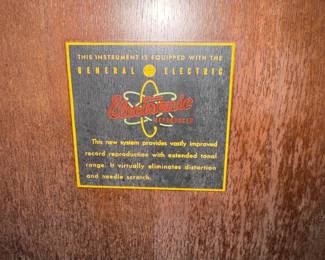 THIS INSTRUMENT IS EQUIPPED WITH THE
GENERAL ELECTRIC
Electronic
REPRODUCER
This new system provides vastly improved
record reproduction with extended tonal
range. It virtually eliminates distortion
and needle scratch.